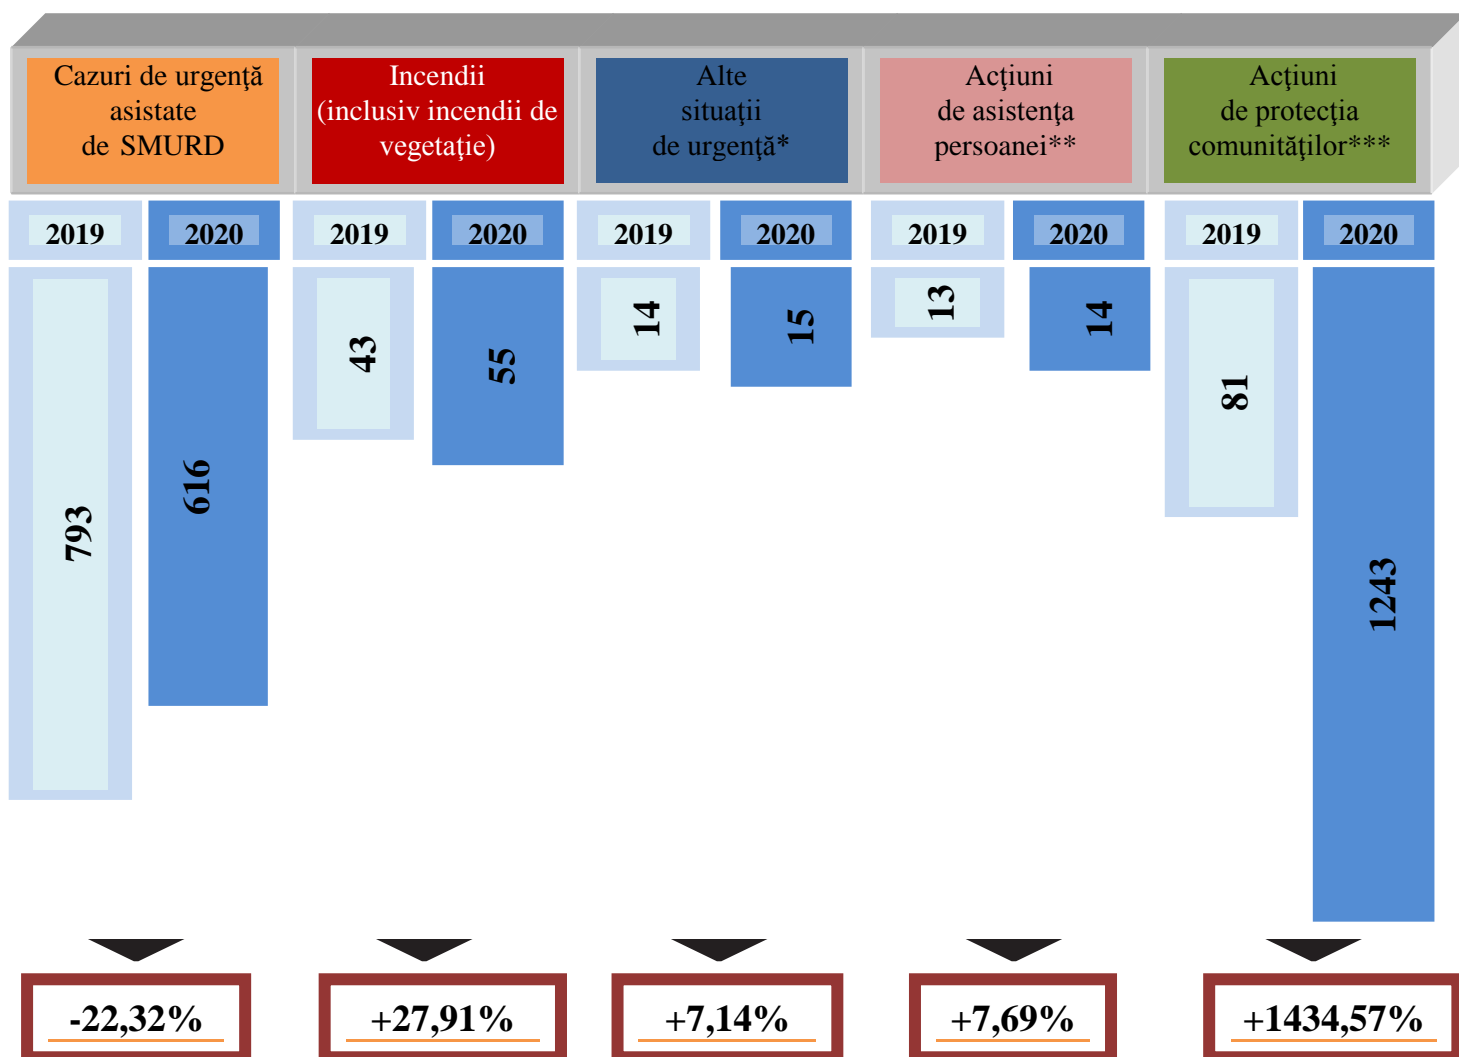 Cazuri de urgenţă
asistate
de SMURD
Incendii
(inclusiv incendii de
vegetaţie)
Alte
situaţii
de urgenţă*
Acţiuni
de asistenţa
persoanei**
Acţiuni
de protecţia
comunităţilor***
2019
2020
2019
2020
2019
2020
2019
2020
2019
2020
793
616
43
55
14
15
13
14
81
1243
-22,32%
+27,91%
+7,14%
+7,69%
+1434,57%